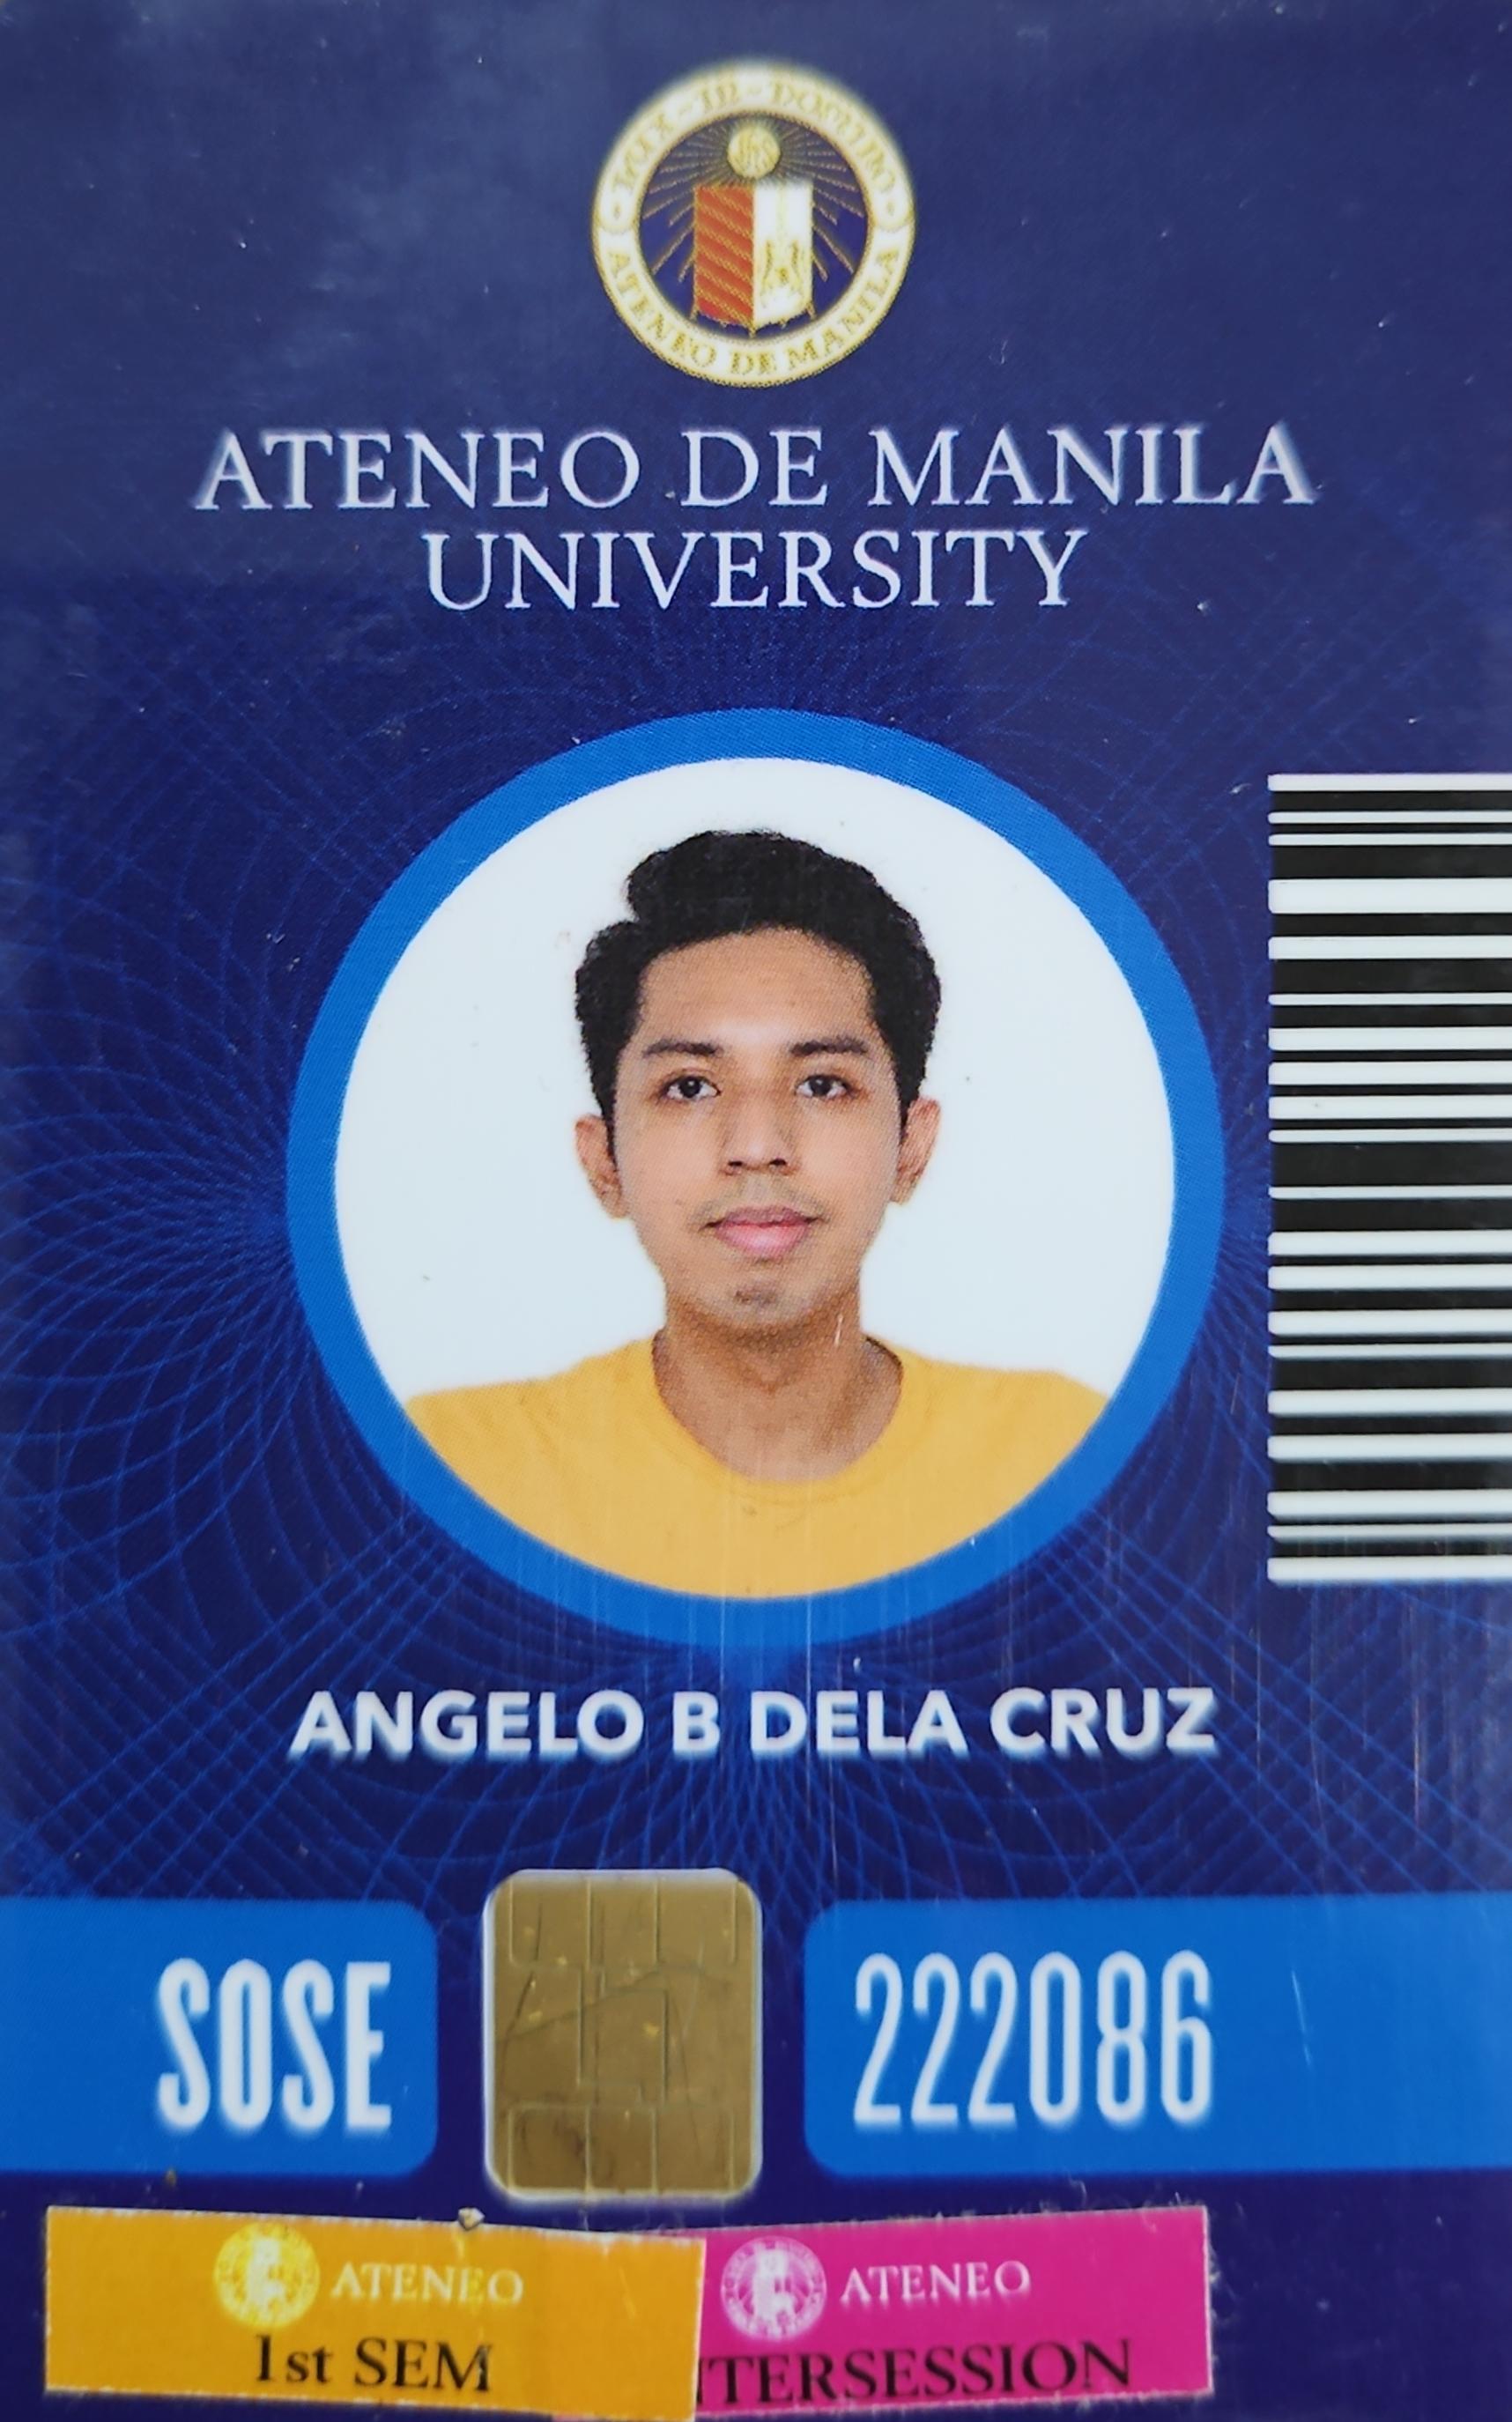 LUX - IN - DOMINO
ATENEO DE MANILA
ATENEO DE MANILA
UNIVERSITY
ANGELO B DELA CRUZ
SOSE
222086
ATENEO
1st SEM
ATENEO
TERSESSION